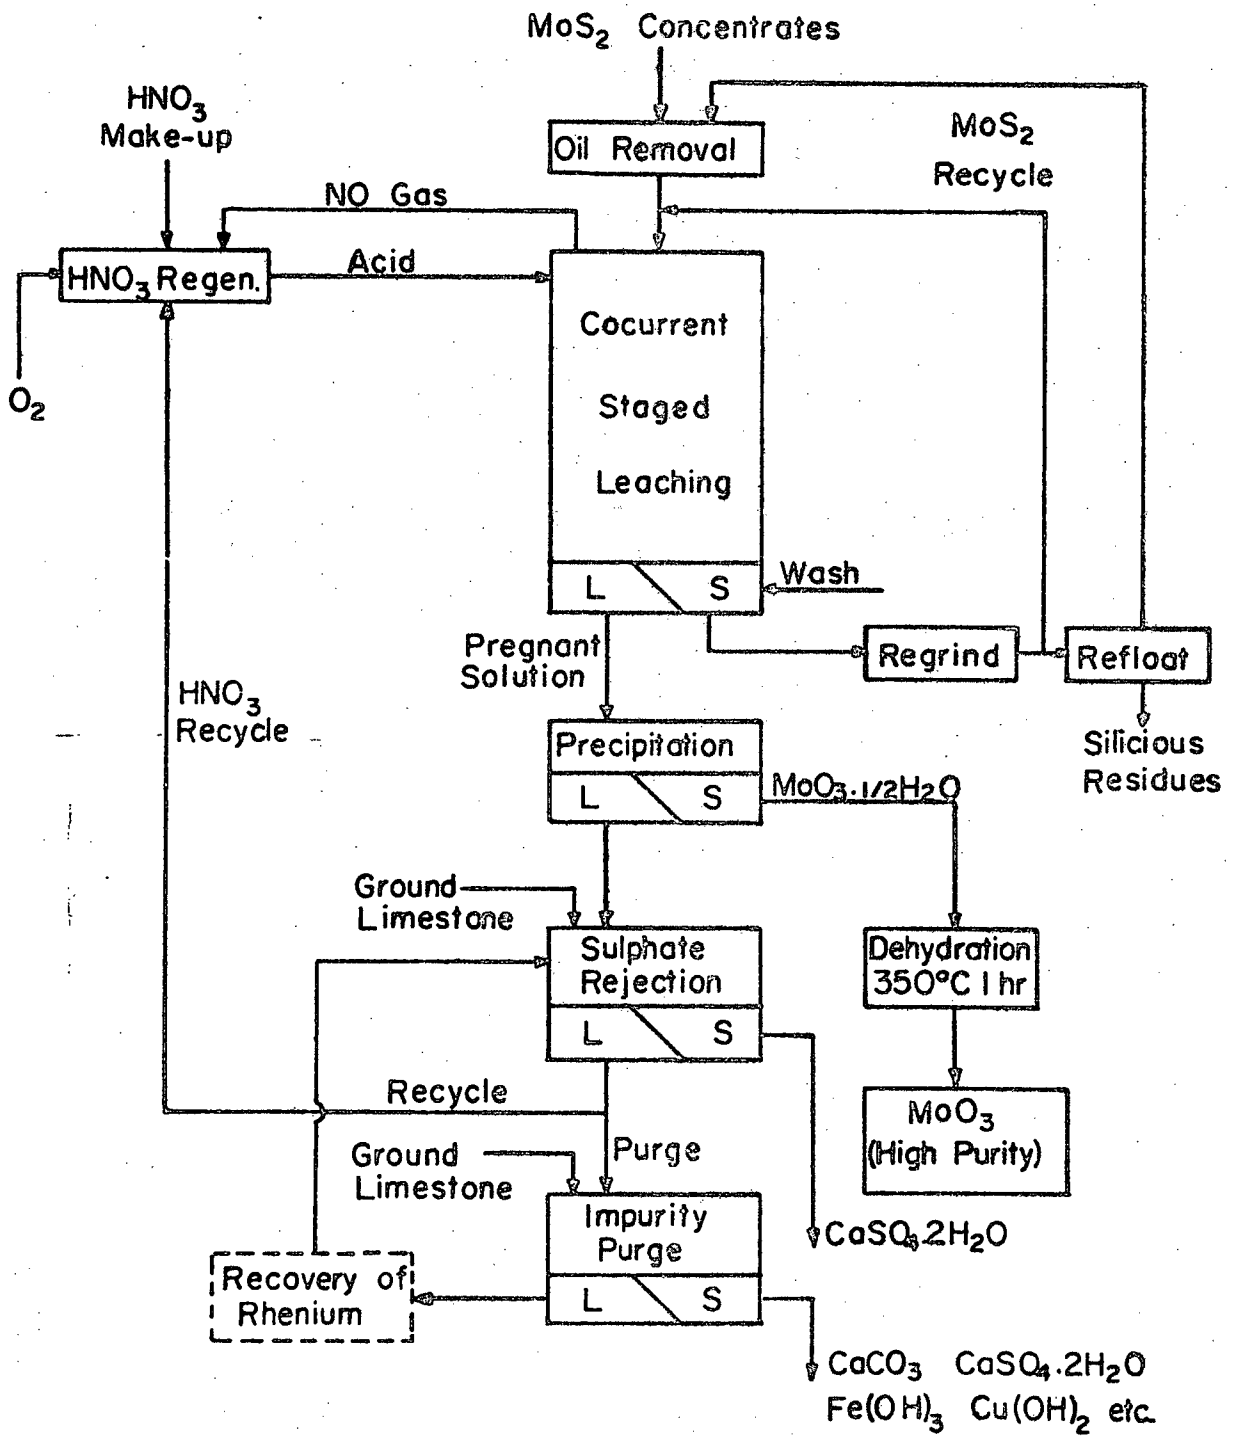 MoS₂ Concentrates
HNO₃
Make-up
Oil Removal
MoS₂
Recycle
NO Gas
HNO₃ Regen.
Acid
O₂
Cocurrent
Staged
Leaching
L
S
Wash
Pregnant
Solution
Regrind
Refloat
HNO₃
Recycle
Silicious
Residues
Precipitation
L
S
MoO₃.1/2H₂O
Ground
Limestone
Sulphate
Rejection
L
S
Dehydration
350°C 1 hr
Recycle
MoO₃
(High Purity)
Purge
Ground
Limestone
Impurity
Purge
L
S
CaSO₄.2H₂O
Recovery of
Rhenium
CaCO₃ CaSO₄.2H₂O
Fe(OH)₃ Cu(OH)₂ etc.